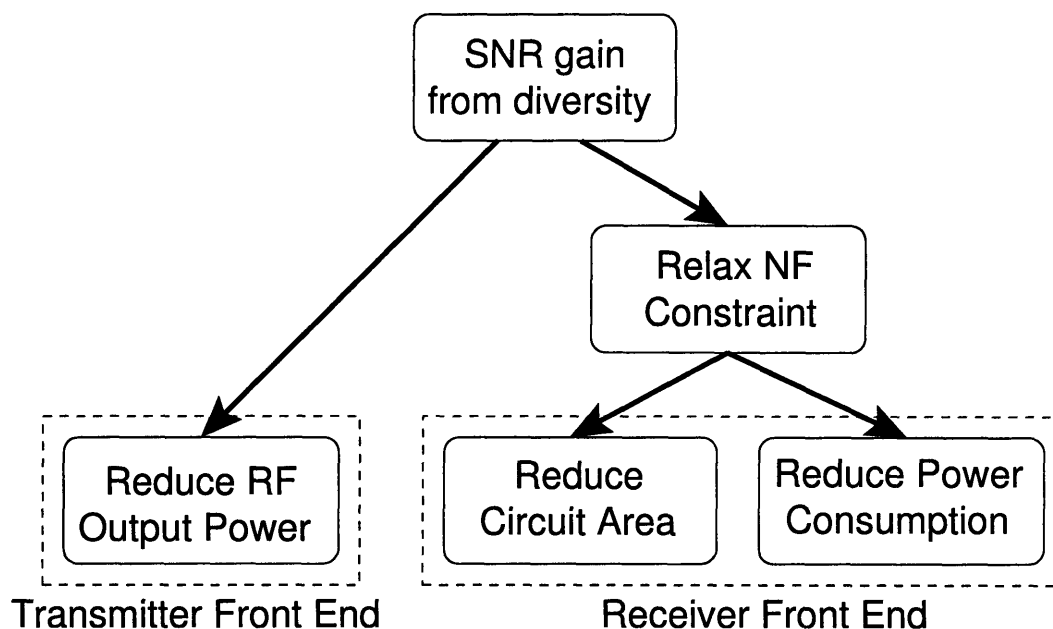 SNR gain
from diversity
Relax NF
Constraint
Reduce RF
Output Power
Reduce
Circuit Area
Reduce Power
Consumption
Transmitter Front End
Receiver Front End